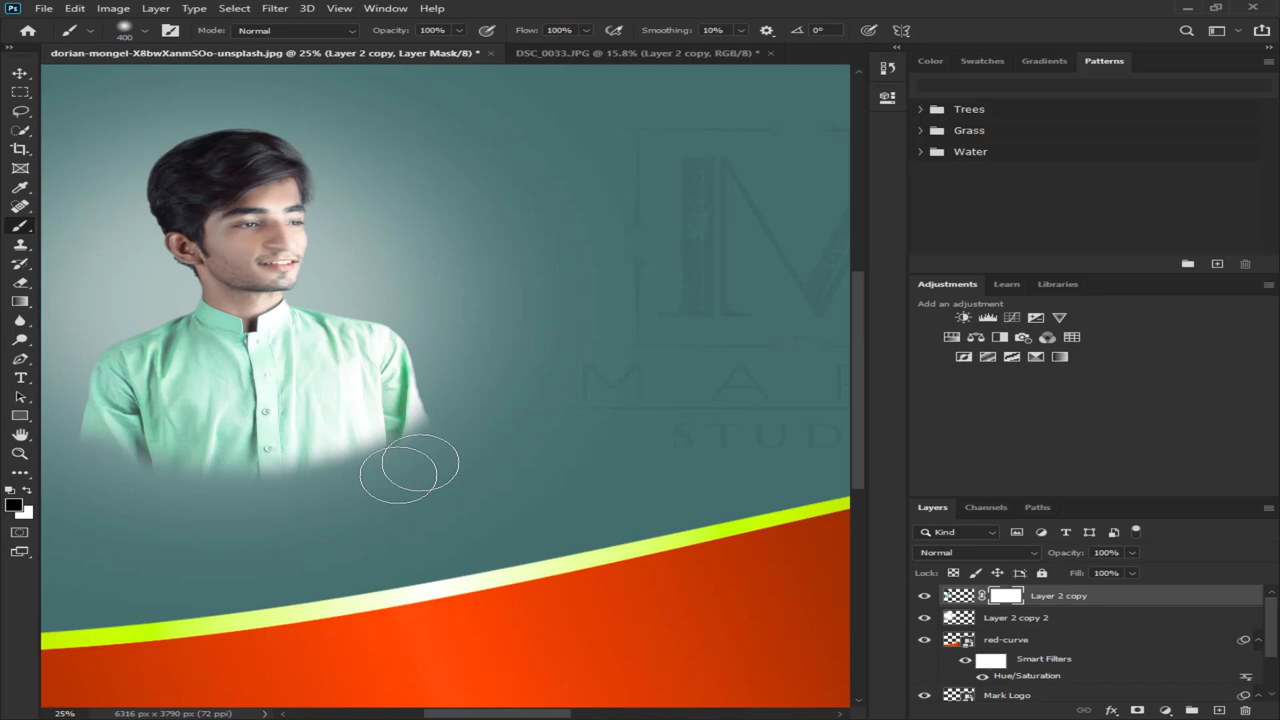 Ps File Edit Image Layer Type Select Filter 3D View Window Help
400 Mode: Normal Opacity: 100% Flow: 100% Smoothing: 10% 0°
dorian-mongel-X8bwXanmSOo-unsplash.jpg @ 25% (Layer 2 copy, Layer Mask/8) * × DSC_0033.JPG @ 15.8% (Layer 2 copy, RGB/8) * ×
Color Swatches Gradients Patterns
Trees
Grass
Water
Adjustments Learn Libraries
Add an adjustment
M
M A R
STUD
Layers Channels Paths
Kind
Normal Opacity: 100%
Lock: Fill: 100%
Layer 2 copy
Layer 2 copy 2
red-curve
Smart Filters
Hue/Saturation
Mark Logo
25% 6316 px x 3790 px (72 ppi)